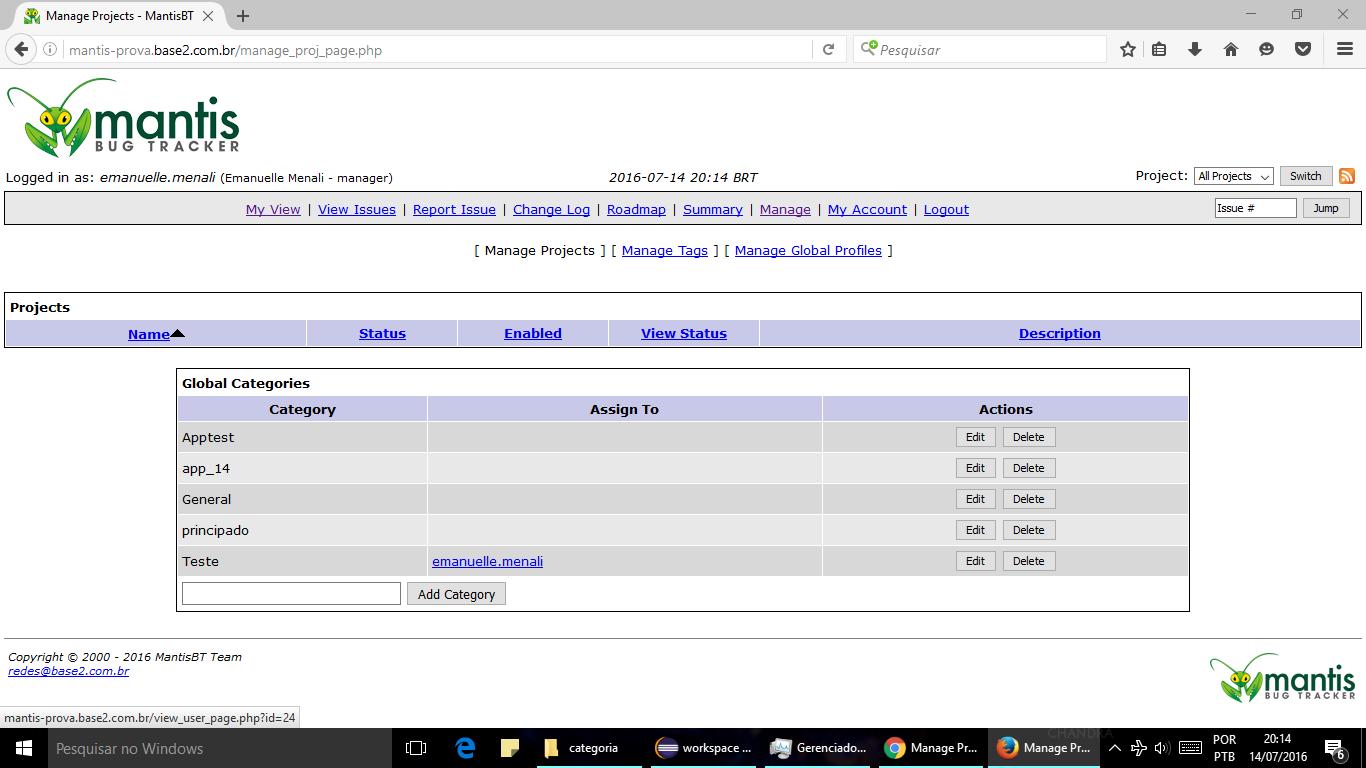 Manage Projects - MantisBT
mantis-prova.base2.com.br/manage_proj_page.php
Pesquisar
mantis
BUG TRACKER
Logged in as: emanuelle.menali (Emanuelle Menali - manager)
2016-07-14 20:14 BRT
Project: All Projects Switch
My View | View Issues | Report Issue | Change Log | Roadmap | Summary | Manage | My Account | Logout
Issue # Jump
[ Manage Projects ] [ Manage Tags ] [ Manage Global Profiles ]
Projects
Name Status Enabled View Status Description
Global Categories
Category Assign To Actions
Apptest Edit Delete
app_14 Edit Delete
General Edit Delete
principado Edit Delete
Teste emanuelle.menali Edit Delete
Add Category
Copyright © 2000 - 2016 MantisBT Team
redes@base2.com.br
mantis
BUG TRACKER
mantis-prova.base2.com.br/view_user_page.php?id=24
CHANDRA
Pesquisar no Windows
categoria
workspace ...
Gerenciado...
Manage Pr...
Manage Pr...
POR
PTB
20:14
14/07/2016
6